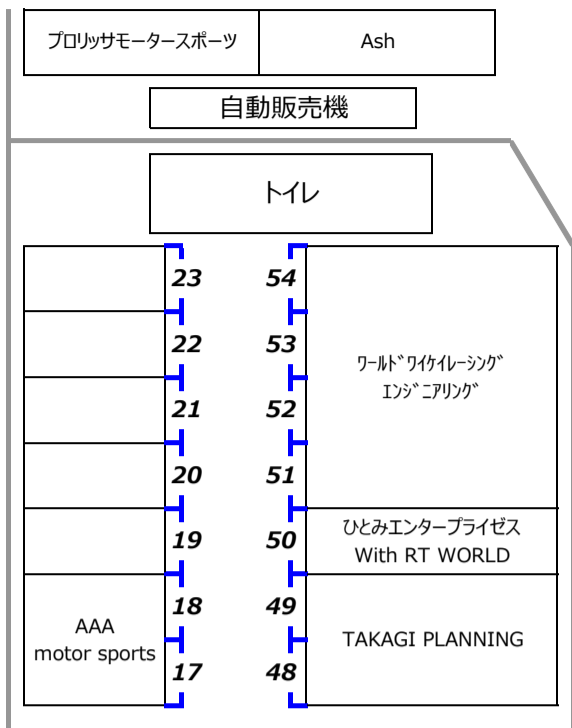 プロリッサモータースポーツ
Ash
自動販売機
トイレ
23
54
22
53
ﾜｰﾙﾄﾞﾜｲｹｲﾚｰｼﾝｸﾞ
ｴﾝｼﾞﾆｱﾘﾝｸﾞ
21
52
20
51
19
50
ひとみエンタープライゼス
With RT WORLD
18
49
AAA
motor sports
TAKAGI PLANNING
17
48